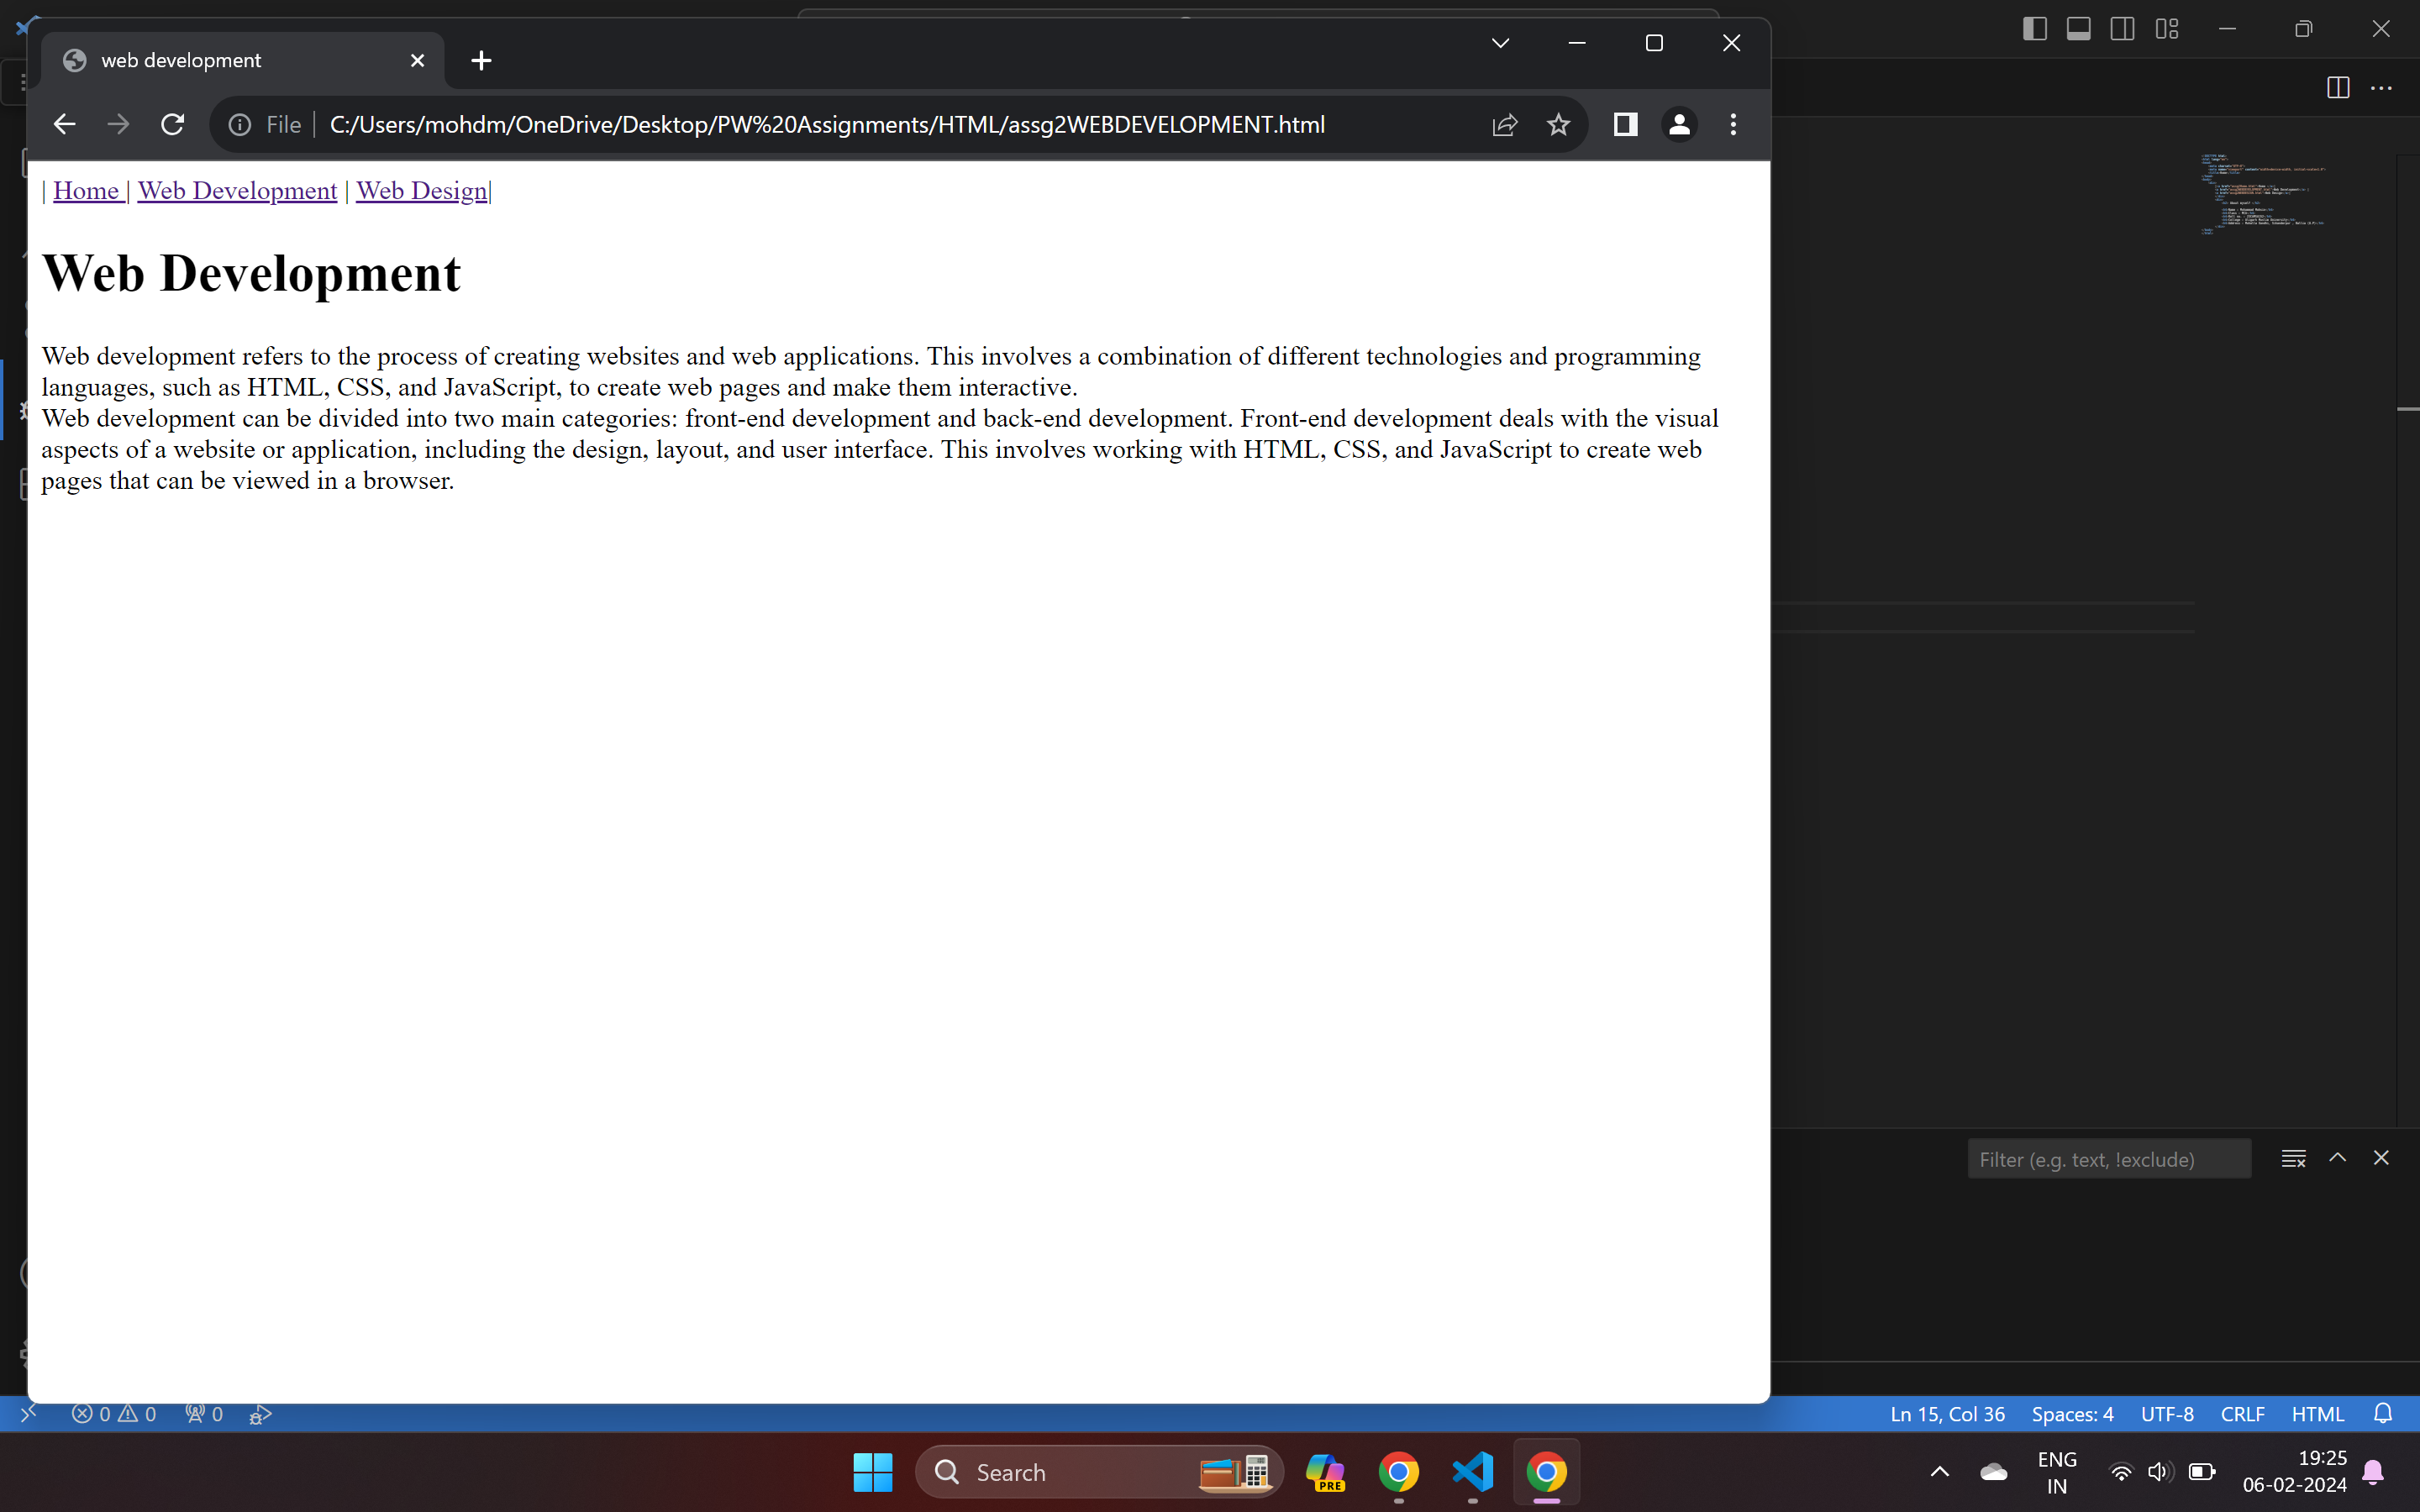 web development
File | C:/Users/mohdm/OneDrive/Desktop/PW%20Assignments/HTML/assg2WEBDEVELOPMENT.html
| Home | Web Development | Web Design|
Web Development
Web development refers to the process of creating websites and web applications. This involves a combination of different technologies and programming
languages, such as HTML, CSS, and JavaScript, to create web pages and make them interactive.
Web development can be divided into two main categories: front-end development and back-end development. Front-end development deals with the visual
aspects of a website or application, including the design, layout, and user interface. This involves working with HTML, CSS, and JavaScript to create web
pages that can be viewed in a browser.
Filter (e.g. text, !exclude)
0 0 0 Ln 15, Col 36 Spaces: 4 UTF-8 CRLF HTML
Search PRE ENG 19:25
IN 06-02-2024